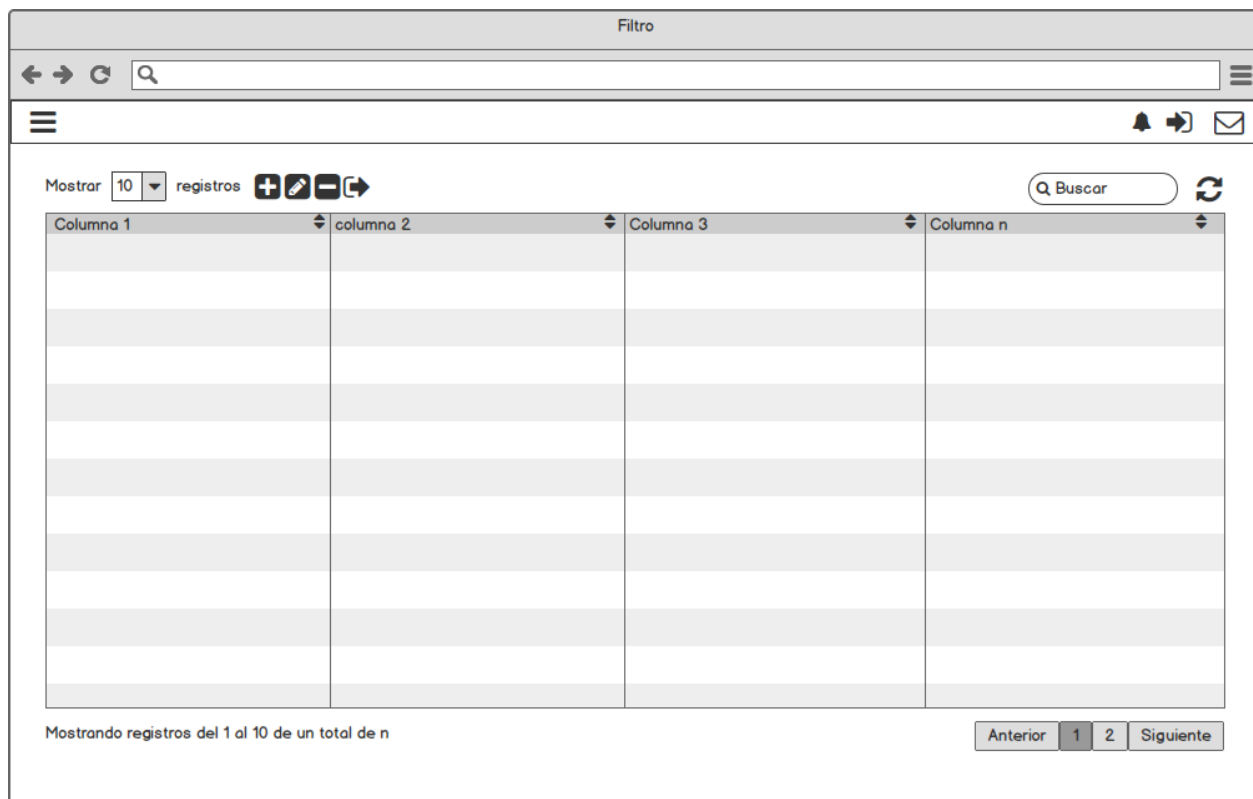 Filtro
Mostrar 10 registros
Buscar
Columna 1 columna 2 Columna 3 Columna n
Mostrando registros del 1 al 10 de un total de n
Anterior 1 2 Siguiente